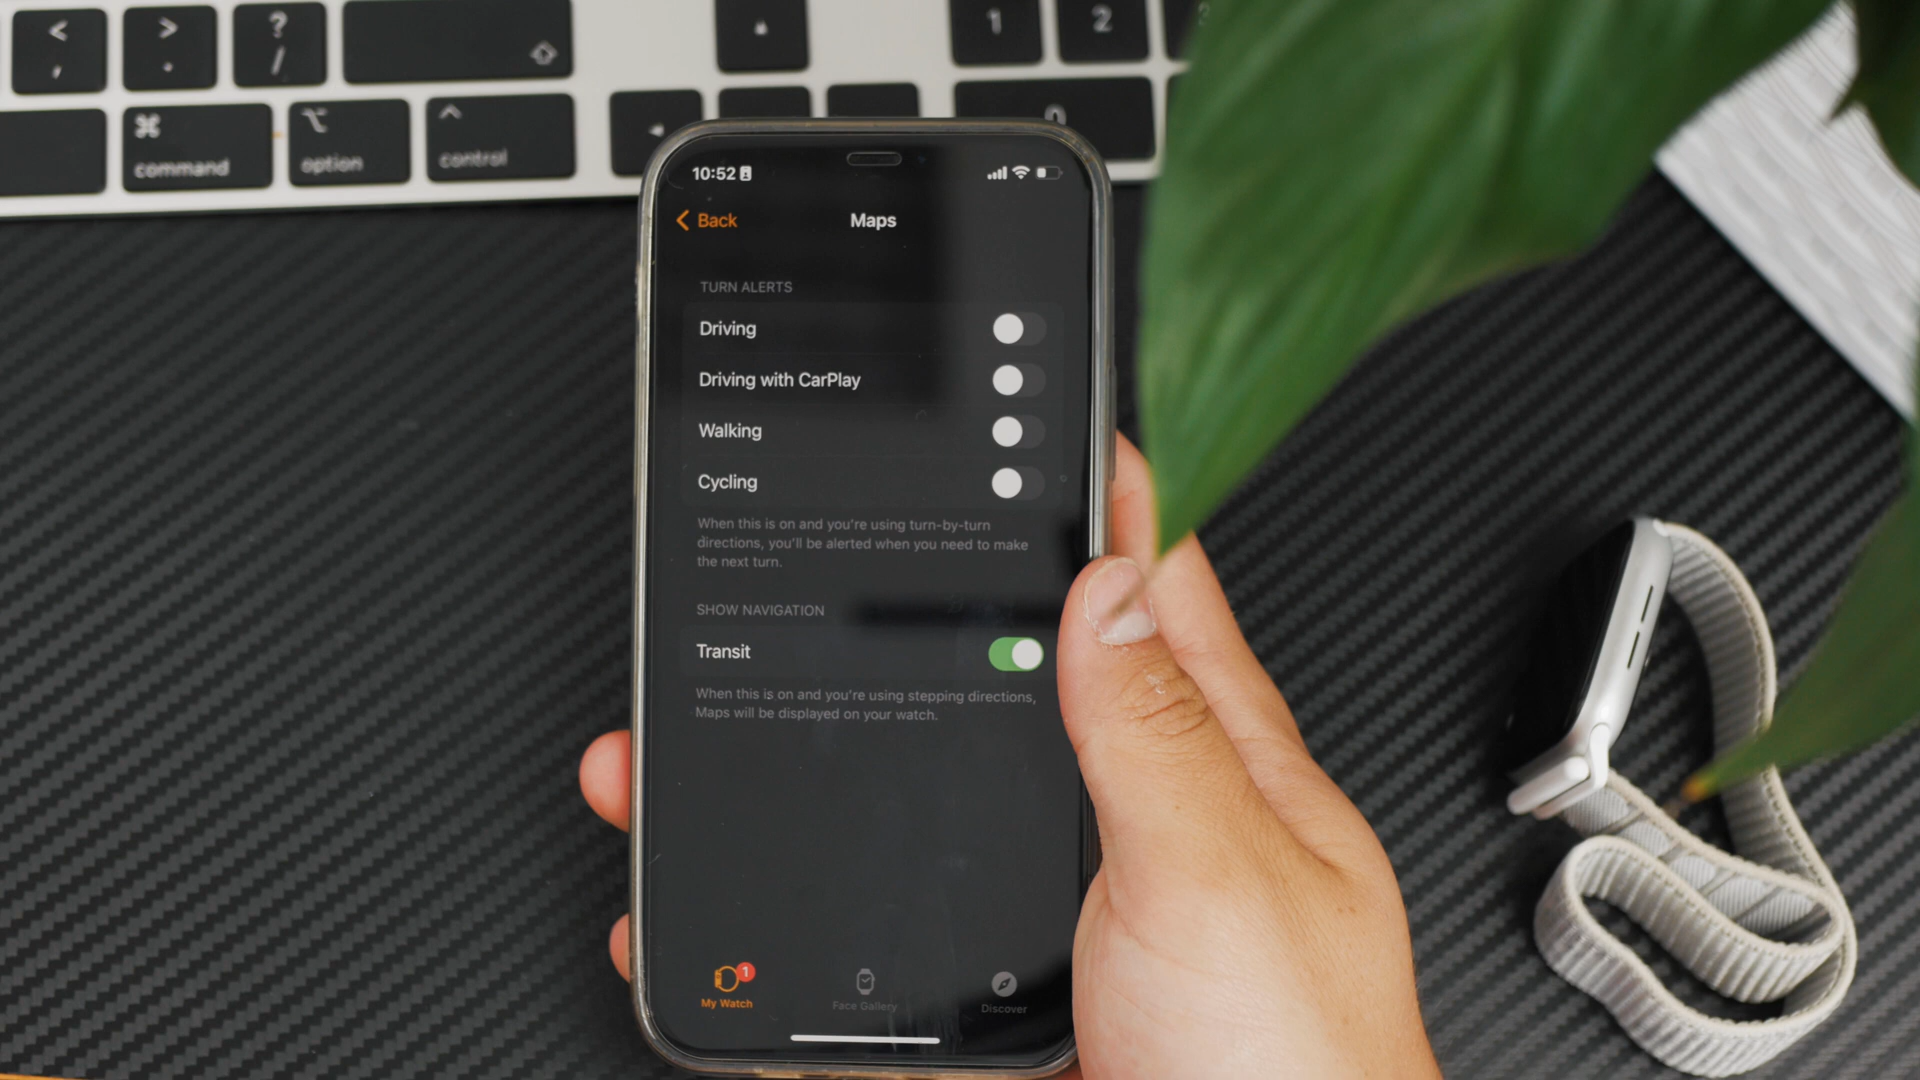 < > ? 1 2
, . /
⌘ ⌥ ^ 0
command option control
10:52
Back Maps
TURN ALERTS
Driving
Driving with CarPlay
Walking
Cycling
When this is on and you're using turn-by-turn
directions, you'll be alerted when you need to make
the next turn.
SHOW NAVIGATION
Transit
When this is on and you're using stepping directions,
Maps will be displayed on your watch.
1
My Watch Face Gallery Discover